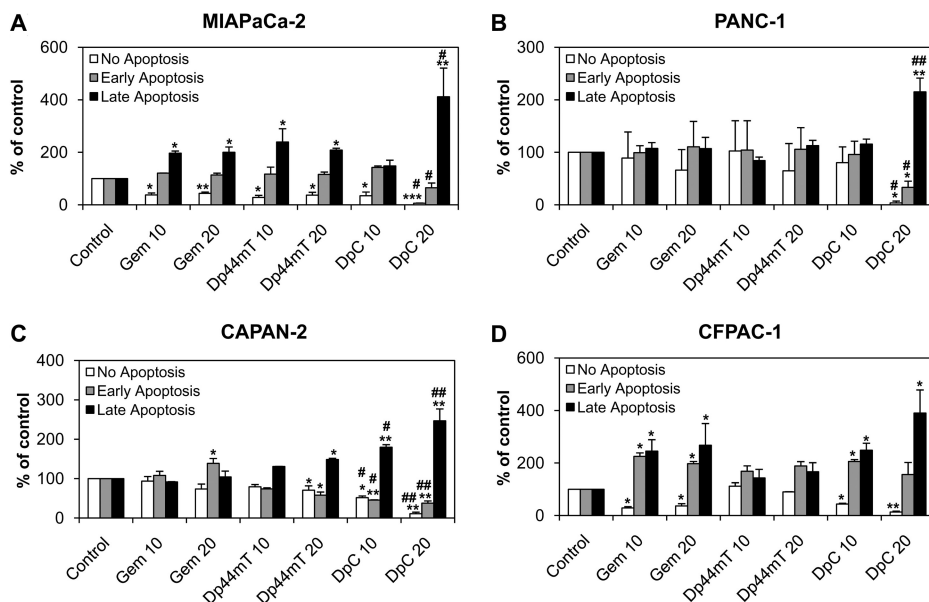 A
MIAPaCa-2
600
400
200
0
% of control
No Apoptosis
Early Apoptosis
Late Apoptosis
* * ** * * * * * * # *** # # **
Control
Gem 10
Gem 20
Dp44mT 10
Dp44mT 20
DpC 10
DpC 20
B
PANC-1
300
200
100
0
% of control
No Apoptosis
Early Apoptosis
Late Apoptosis
# * # * ## **
Control
Gem 10
Gem 20
Dp44mT 10
Dp44mT 20
DpC 10
DpC 20
C
CAPAN-2
400
300
200
100
0
% of control
No Apoptosis
Early Apoptosis
Late Apoptosis
* * * * # * # ** # ** ## ** ## ** ## **
Control
Gem 10
Gem 20
Dp44mT 10
Dp44mT 20
DpC 10
DpC 20
D
CFPAC-1
600
400
200
0
% of control
No Apoptosis
Early Apoptosis
Late Apoptosis
* * * * * * * * * ** *
Control
Gem 10
Gem 20
Dp44mT 10
Dp44mT 20
DpC 10
DpC 20